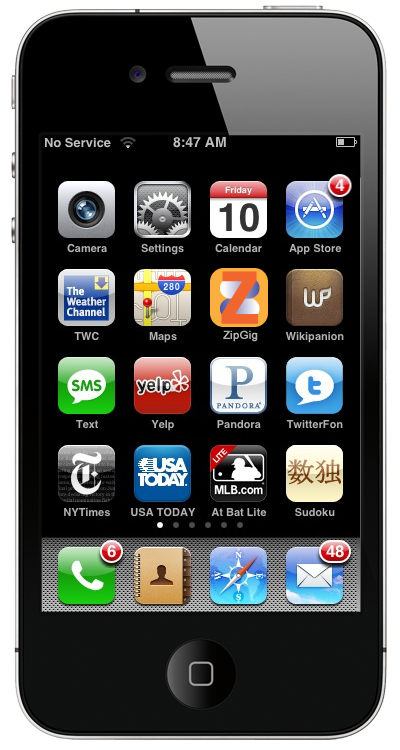 No Service 8:47 AM
Friday
10
4
Camera Settings Calendar App Store
The
Weather
Channel
280
WP
TWC Maps ZipGig Wikipanion
SMS
yelp
P
PANDORA
t
Text Yelp Pandora TwitterFon
T
USA
TODAY
LITE
MLB.com
数独
NYTimes USA TODAY At Bat Lite Sudoku
6
48